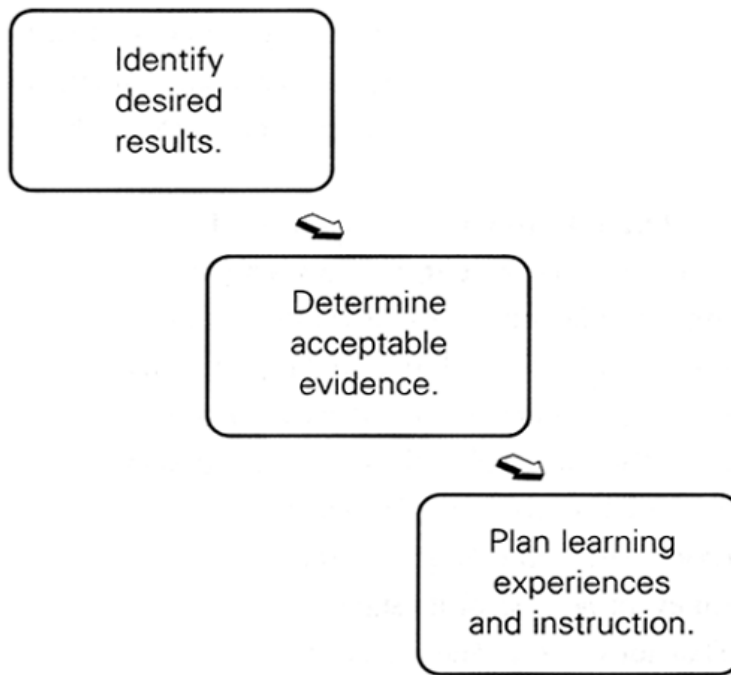 Identify
desired
results.
Determine
acceptable
evidence.
Plan learning
experiences
and instruction.